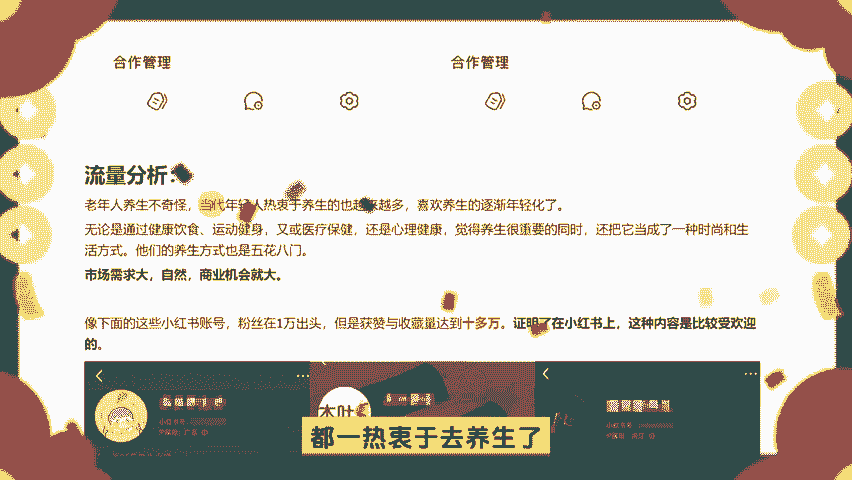 合作管理
合作管理
流量分析：
老年人养生不奇怪，当代年轻人热衷于养生的也越来越多，喜欢养生的逐渐年轻化了。
无论是通过健康饮食、运动健身，又或医疗保健，还是心理健康，觉得养生很重要的同时，还把它当成了一种时尚和生
活方式。他们的养生方式也是五花八门。
市场需求大，自然，商业机会就大。
像下面的这些小红书账号，粉丝在1万出头，但是获赞与收藏量达到十多万。证明了在小红书上，这种内容是比较受欢迎
的。
本叶
小红书号
小红书号
都一热衷于去养生了